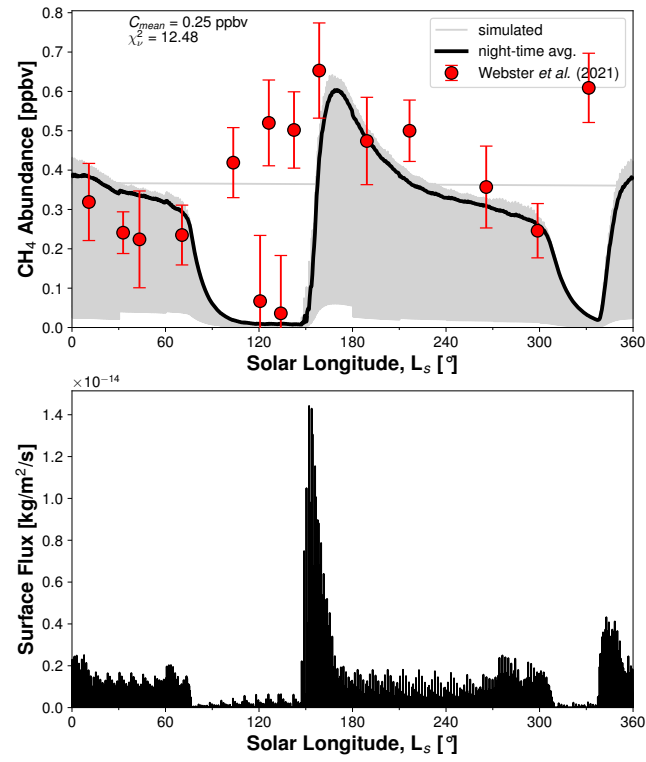 C_mean = 0.25 ppbv
χ²_ν = 12.48
simulated
night-time avg.
Webster et al. (2021)
CH₄ Abundance [ppbv]
0.8
0.7
0.6
0.5
0.4
0.3
0.2
0.1
0.0
0 60 120 180 240 300 360
Solar Longitude, L_s [°]
×10⁻¹⁴
Surface Flux [kg/m²/s]
1.4
1.2
1.0
0.8
0.6
0.4
0.2
0.0
0 60 120 180 240 300 360
Solar Longitude, L_s [°]